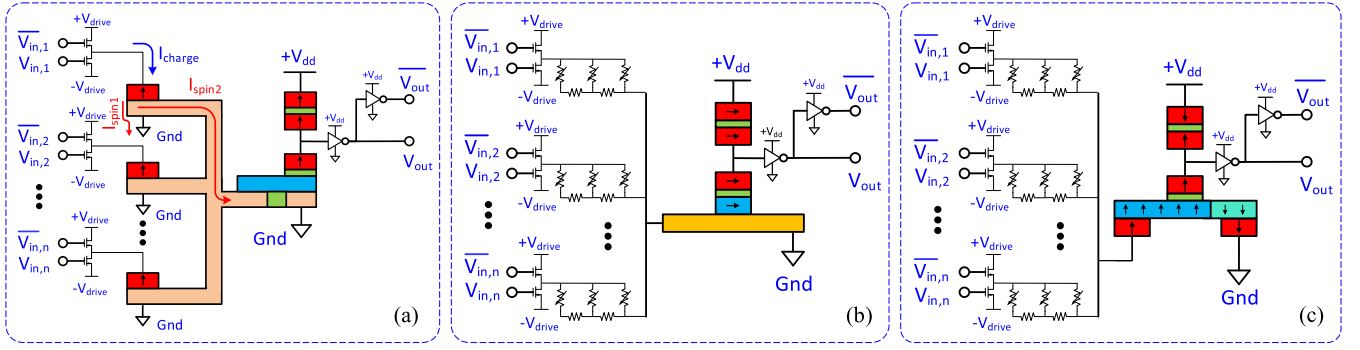 +Vdrive
Vin,1
Vin,1
Icharge
-Vdrive
Ispin1
Ispin2
Gnd
+Vdrive
Vin,2
Vin,2
-Vdrive
Gnd
+Vdrive
Vin,n
Vin,n
-Vdrive
Gnd
+Vdd
+Vdd
+Vdd
Vout
Vout
Gnd
(a)
+Vdrive
Vin,1
Vin,1
-Vdrive
+Vdrive
Vin,2
Vin,2
-Vdrive
+Vdrive
Vin,n
Vin,n
-Vdrive
+Vdd
+Vdd
+Vdd
Vout
Vout
Gnd
(b)
+Vdrive
Vin,1
Vin,1
-Vdrive
+Vdrive
Vin,2
Vin,2
-Vdrive
+Vdrive
Vin,n
Vin,n
-Vdrive
+Vdd
+Vdd
+Vdd
Vout
Vout
Gnd
(c)